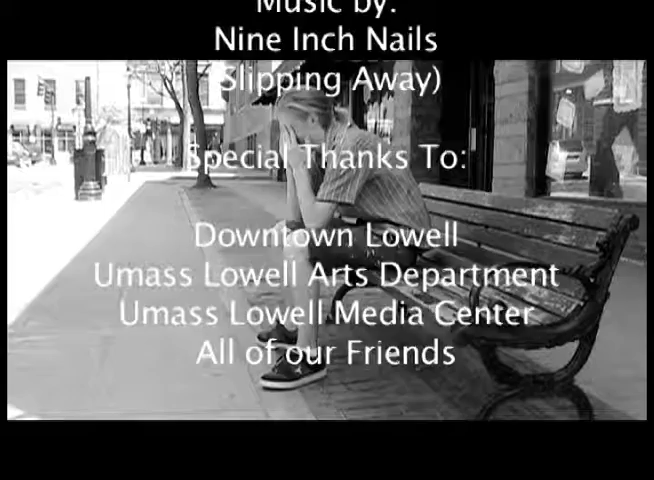 Music by:
Nine Inch Nails
(Slipping Away)
Special Thanks To:
Downtown Lowell
Umass Lowell Arts Department
Umass Lowell Media Center
All of our Friends